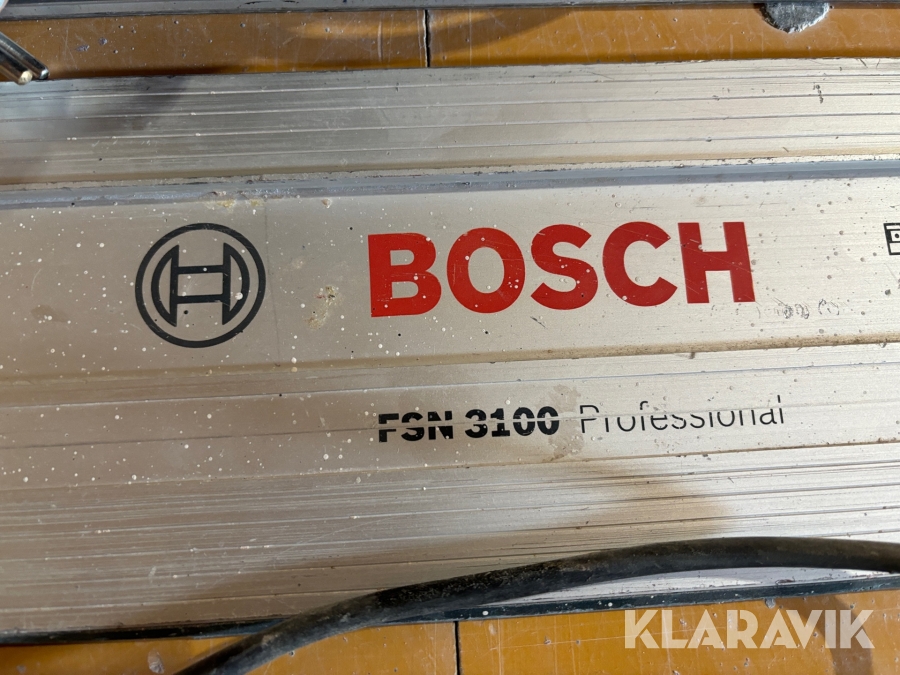 BOSCH
FSN 3100 Professional
KLARAVIK